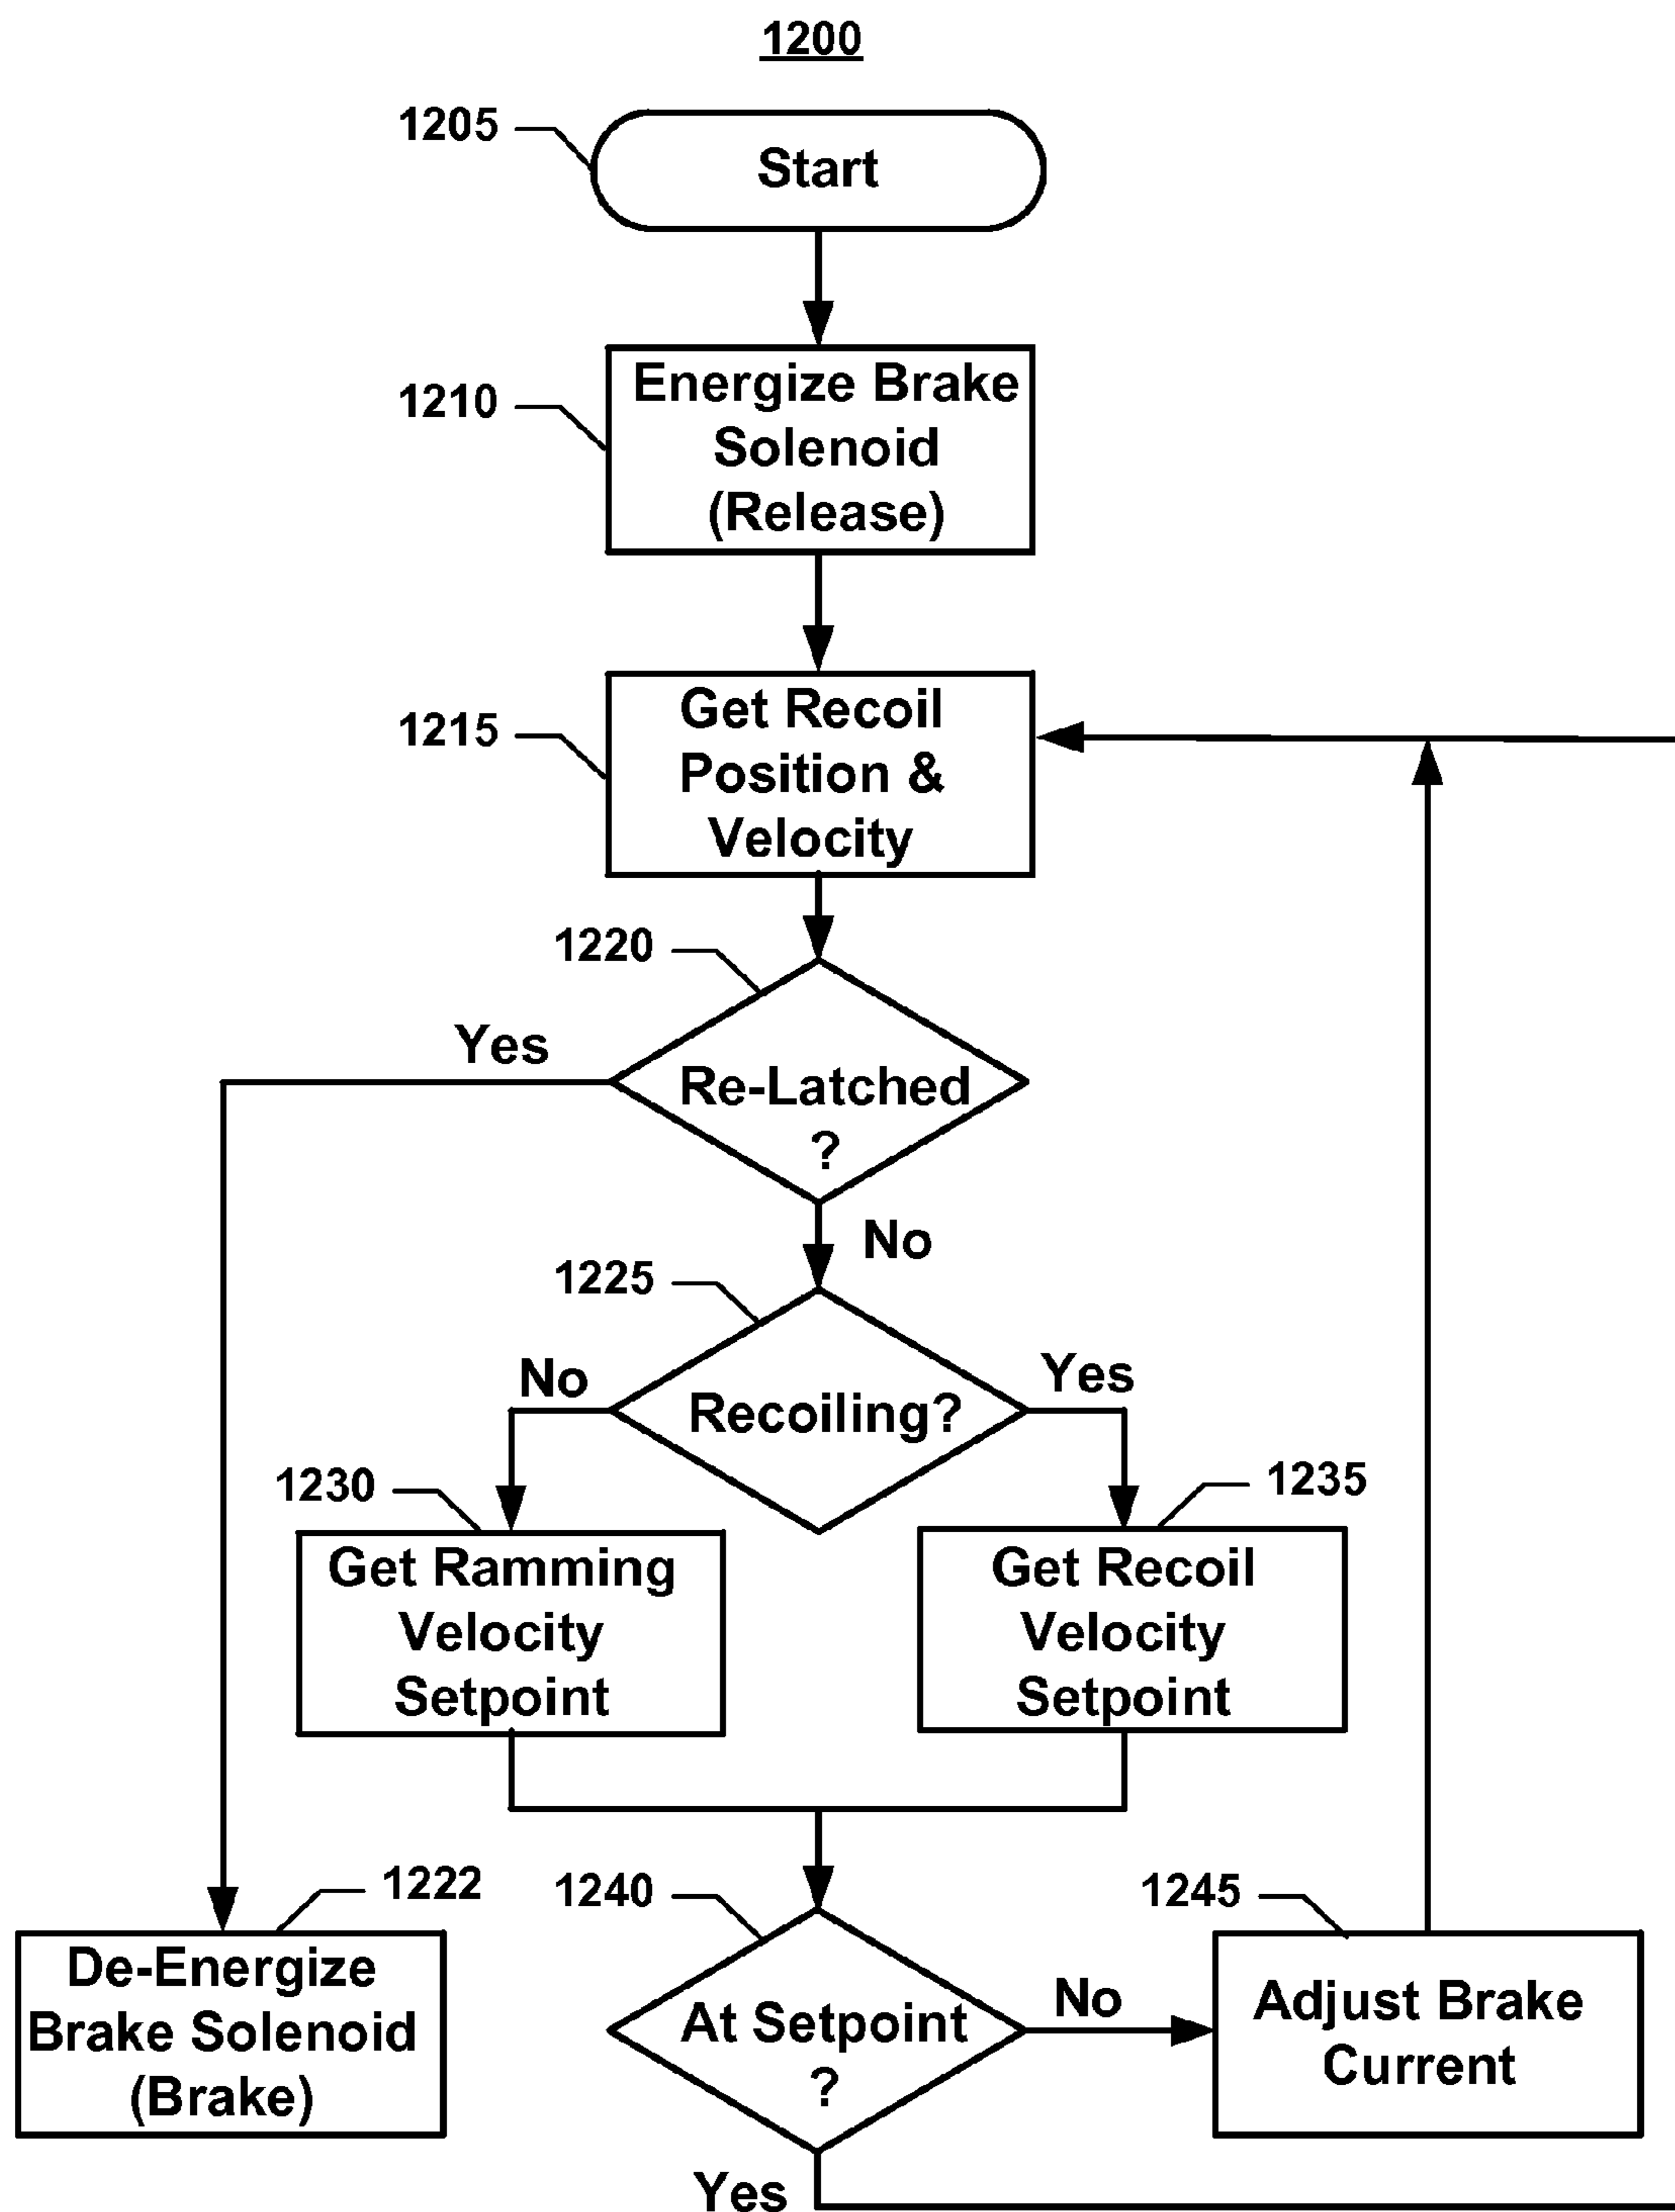 1200
1205
Start
1210
Energize Brake
Solenoid
(Release)
1215
Get Recoil
Position &
Velocity
1220
Yes
Re-Latched
?
No
1225
No
Recoiling?
Yes
1230
1235
Get Ramming
Velocity
Setpoint
Get Recoil
Velocity
Setpoint
1222
De-Energize
Brake Solenoid
(Brake)
1240
At Setpoint
?
No
1245
Adjust Brake
Current
Yes